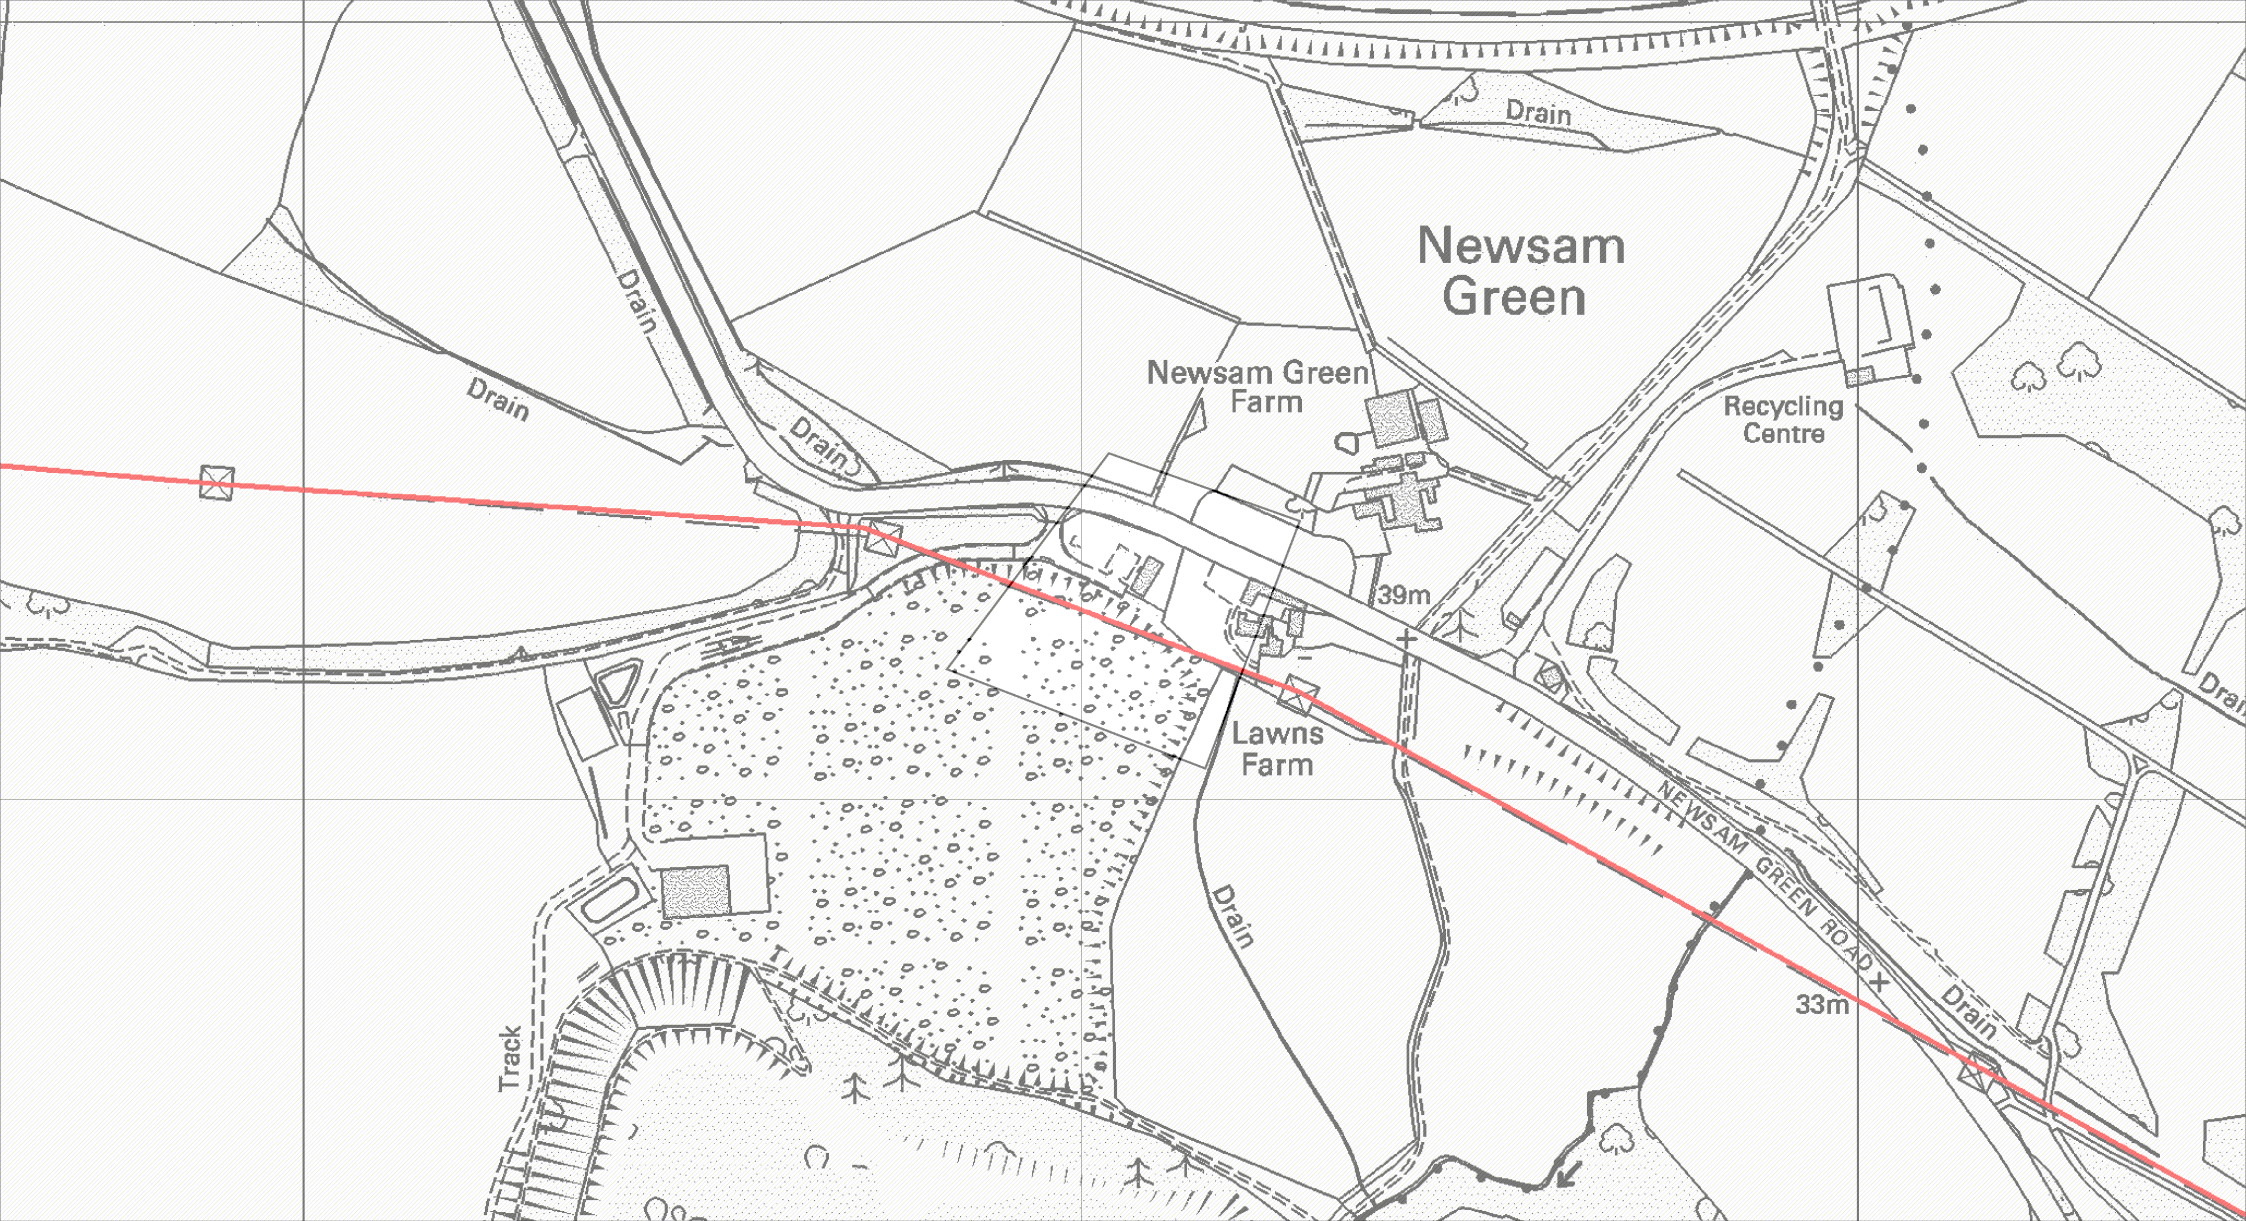 Drain
Newsam
Green
Drain
Newsam Green
Farm
Drain
Recycling
Centre
Drain
39m
Drain
Lawns
Farm
NEWSAM GREEN ROAD
Drain
33m
Drain
Track